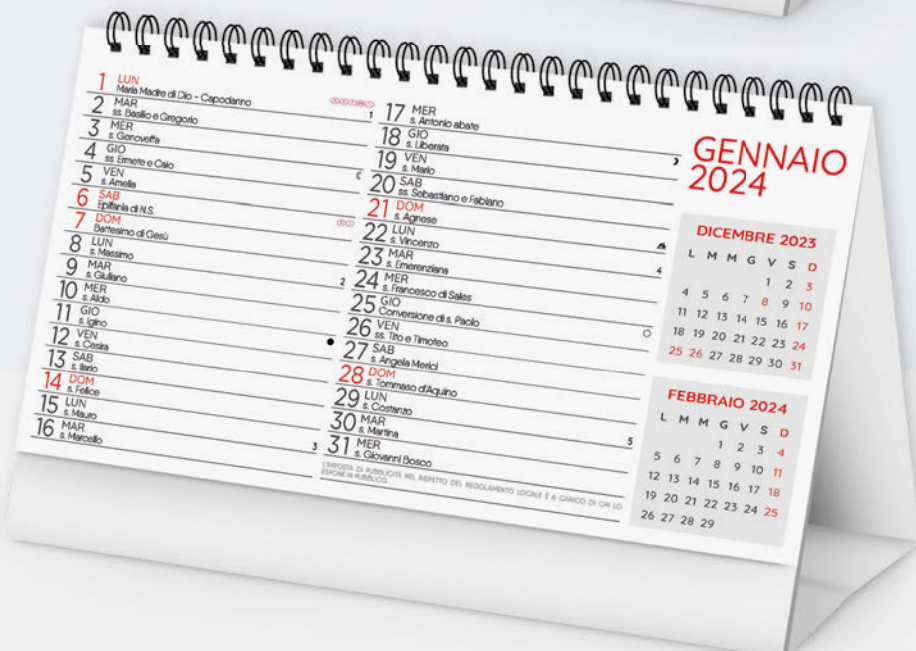 GENNAIO
2024
1 LUN
Maria Madre di Dio - Capodanno
2 MAR 1
ss. Basilio e Gregorio
3 MER
s. Genoveffa
4 GIO
ss. Ermete e Caio
5 VEN
s. Amelia
6 SAB
Epifania di N.S.
7 DOM
Battesimo di Gesù
8 LUN
s. Massimo
9 MAR 2
s. Giuliano
10 MER
s. Aldo
11 GIO
s. Igino
12 VEN
s. Cesira
13 SAB
s. Ilario
14 DOM
s. Felice
15 LUN
s. Mauro
16 MAR 3
s. Marcello
17 MER
s. Antonio abate
18 GIO
s. Liberata
19 VEN
s. Mario
20 SAB
ss. Sebastiano e Fabiano
21 DOM
s. Agnese
22 LUN
s. Vincenzo
23 MAR 4
s. Emerenziana
24 MER
s. Francesco di Sales
25 GIO
Conversione di s. Paolo
26 VEN
ss. Tito e Timoteo
27 SAB
s. Angela Merici
28 DOM
s. Tommaso d'Aquino
29 LUN
s. Costanzo
30 MAR 5
s. Martina
31 MER
s. Giovanni Bosco
L'IMPOSTA DI PUBBLICITÀ NEL RISPETTO DEL REGOLAMENTO LOCALE È A CARICO DI CHI LO
ESPONE IN PUBBLICO.
DICEMBRE 2023
L M M G V S D
1 2 3
4 5 6 7 8 9 10
11 12 13 14 15 16 17
18 19 20 21 22 23 24
25 26 27 28 29 30 31
FEBBRAIO 2024
L M M G V S D
1 2 3 4
5 6 7 8 9 10 11
12 13 14 15 16 17 18
19 20 21 22 23 24 25
26 27 28 29